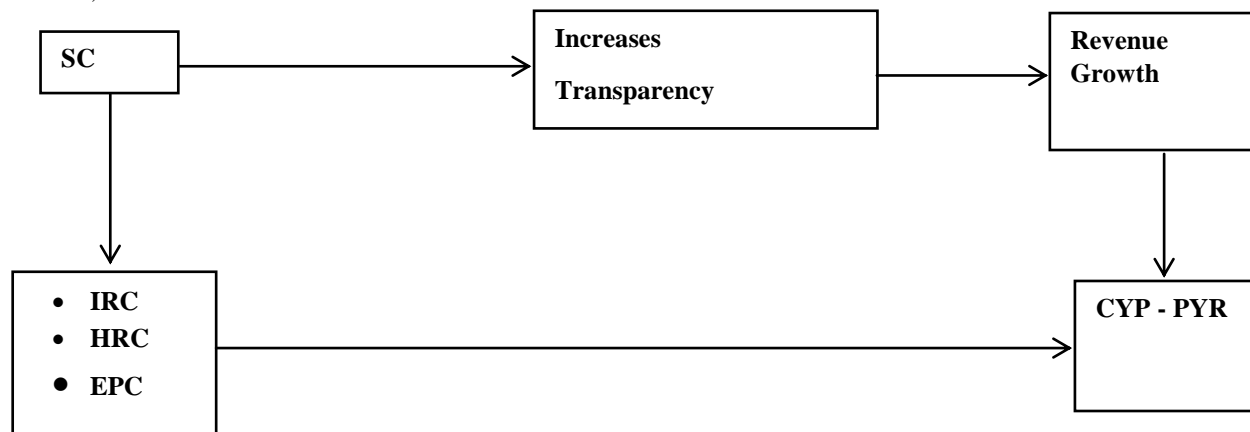 SC
Increases
Transparency
Revenue
Growth
• IRC
• HRC
• EPC
CYP - PYR